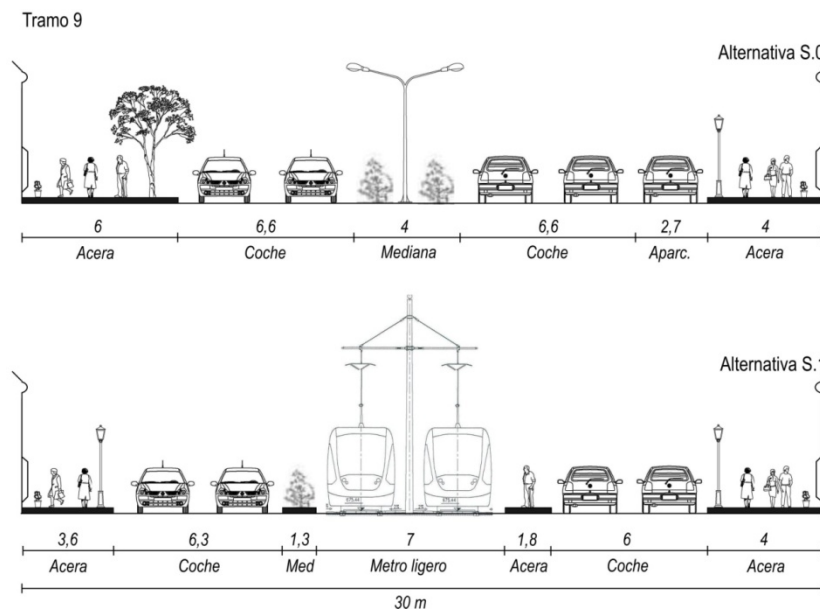 Tramo 9
Alternativa S.0
6 6,6 4 6,6 2,7 4
Acera Coche Mediana Coche Aparc. Acera
Alternativa S.1
3,6 6,3 1,3 7 1,8 6 4
Acera Coche Med Metro ligero Acera Coche Acera
30 m